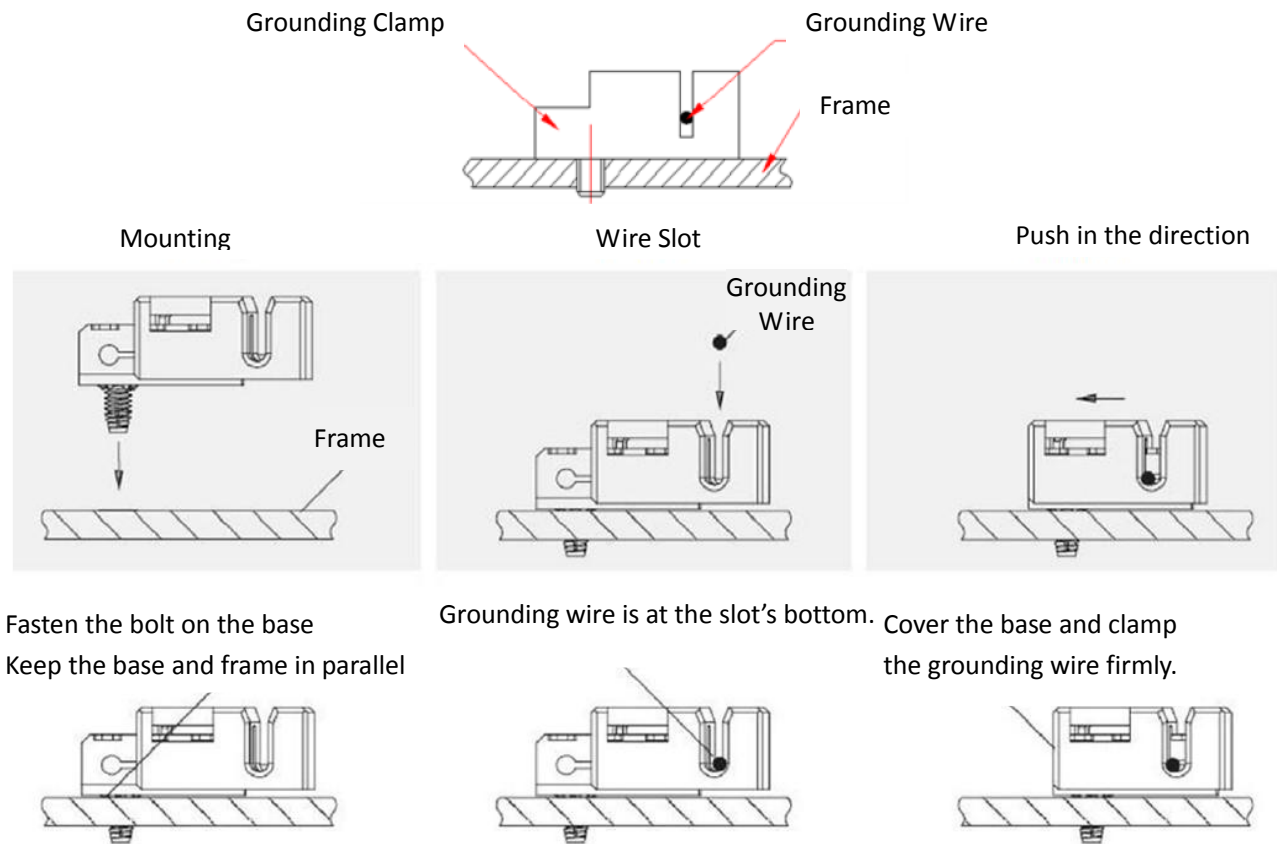 Grounding Clamp
Grounding Wire
Frame
Mounting
Wire Slot
Push in the direction
Grounding
Wire
Frame
Fasten the bolt on the base
Keep the base and frame in parallel
Grounding wire is at the slot’s bottom.
Cover the base and clamp
the grounding wire firmly.